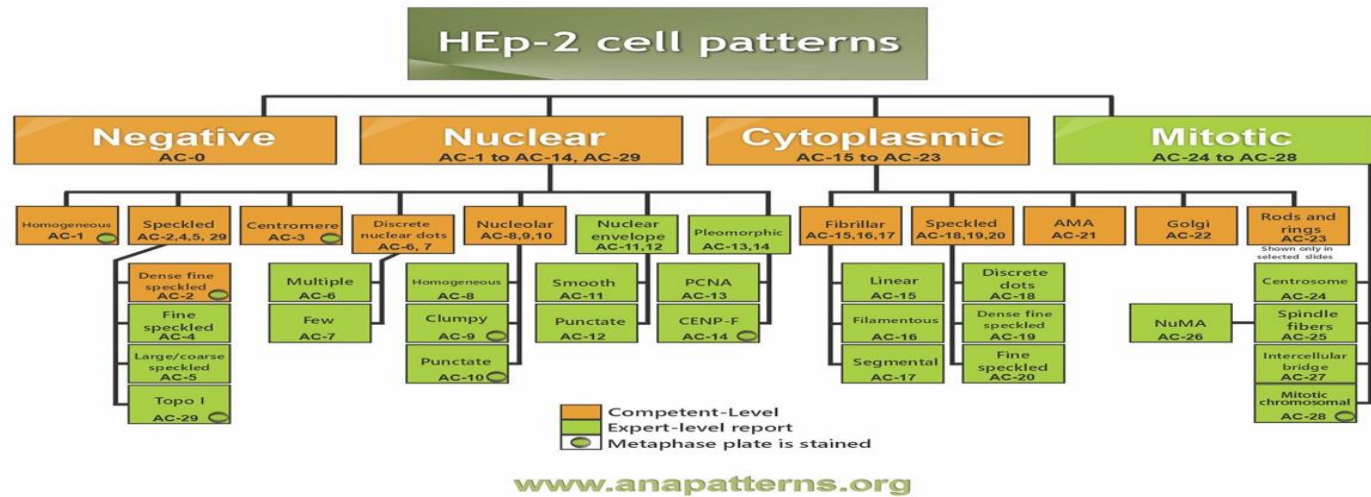 HEp-2 cell patterns
Negative
AC-0
Nuclear
AC-1 to AC-14, AC-29
Cytoplasmic
AC-15 to AC-23
Mitotic
AC-24 to AC-28
Homogeneous
AC-1
Speckled
AC-2,4,5, 29
Centromere
AC-3
Discrete
nuclear dots
AC-6, 7
Nucleolar
AC-8,9,10
Nuclear
envelope
AC-11,12
Pleomorphic
AC-13,14
Fibrillar
AC-15,16,17
Speckled
AC-18,19,20
AMA
AC-21
Golgi
AC-22
Rods and
rings
AC-23
Shown only in
selected slides
Dense fine
speckled
AC-2
Fine
speckled
AC-4
Large/coarse
speckled
AC-5
Topo I
AC-29
Multiple
AC-6
Few
AC-7
Homogeneous
AC-8
Clumpy
AC-9
Punctate
AC-10
Smooth
AC-11
Punctate
AC-12
PCNA
AC-13
CENP-F
AC-14
Linear
AC-15
Filamentous
AC-16
Segmental
AC-17
Discrete
dots
AC-18
Dense fine
speckled
AC-19
Fine
speckled
AC-20
Centrosome
AC-24
Spindle
fibers
AC-25
NuMA
AC-26
Intercellular
bridge
AC-27
Mitotic
chromosomal
AC-28
Competent-Level
Expert-level report
Metaphase plate is stained
www.anapatterns.org